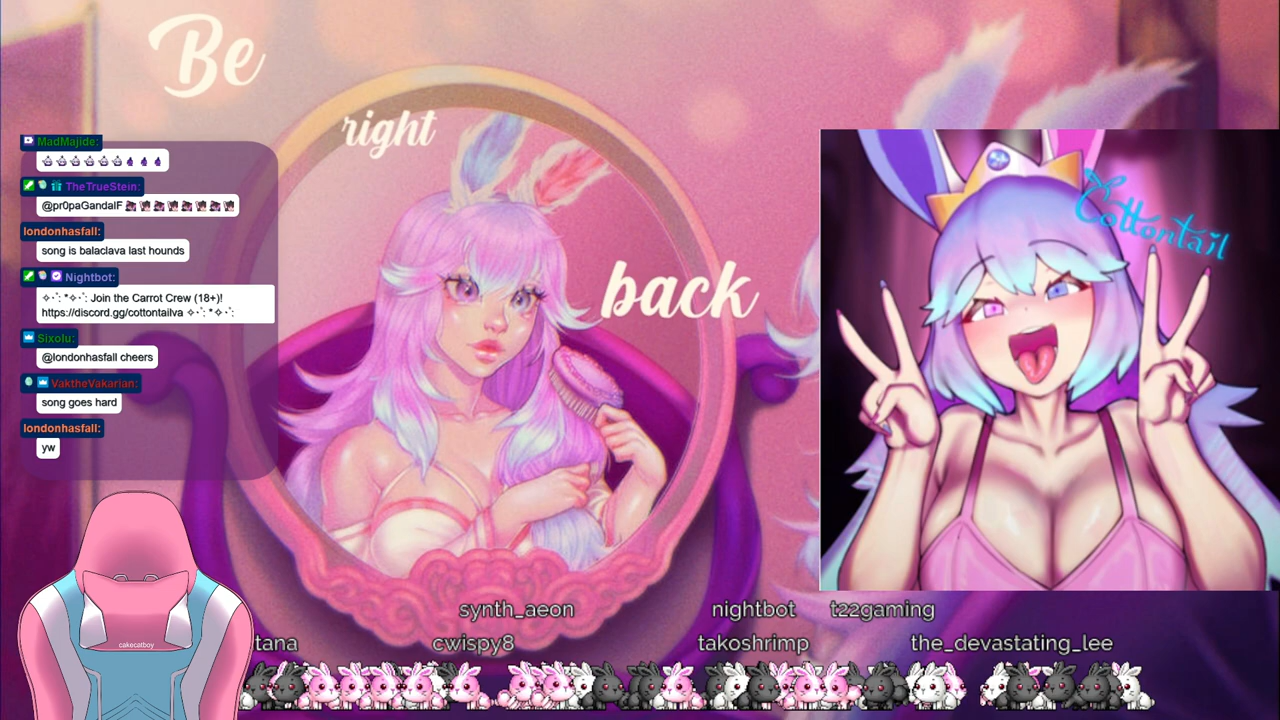 Be
right
back
MadMajide:
TheTrueStein:
@pr0paGandalF
londonhasfall:
song is balaclava last hounds
Nightbot:
✧･ﾟ: *✧･ﾟ: Join the Carrot Crew (18+)!
https://discord.gg/cottontailva ✧･ﾟ: *✧･ﾟ:
Sixolu:
@londonhasfall cheers
VaktheVakarian:
song goes hard
londonhasfall:
yw
Cottontail
cakecatboy
synth_aeon nightbot t22gaming
tana cwispy8 takoshrimp the_devastating_lee